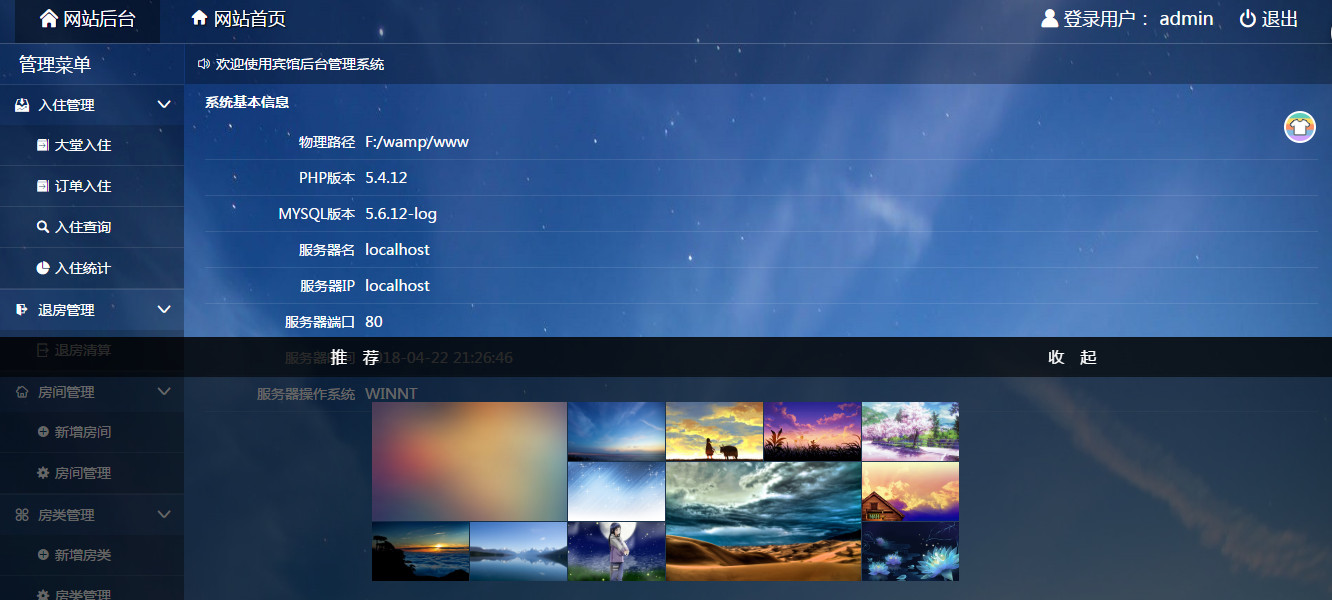 网站后台 网站首页 登录用户： admin 退出
管理菜单 欢迎使用宾馆后台管理系统
入住管理
大堂入住
订单入住
入住查询
入住统计
退房管理
退房清算
房间管理
新增房间
房间管理
房类管理
新增房类
房类管理
系统基本信息
物理路径 F:/wamp/www
PHP版本 5.4.12
MYSQL版本 5.6.12-log
服务器名 localhost
服务器IP localhost
服务器端口 80
服务器 18-04-22 21:26:46
推 荐 收 起
服务器操作系统 WINNT